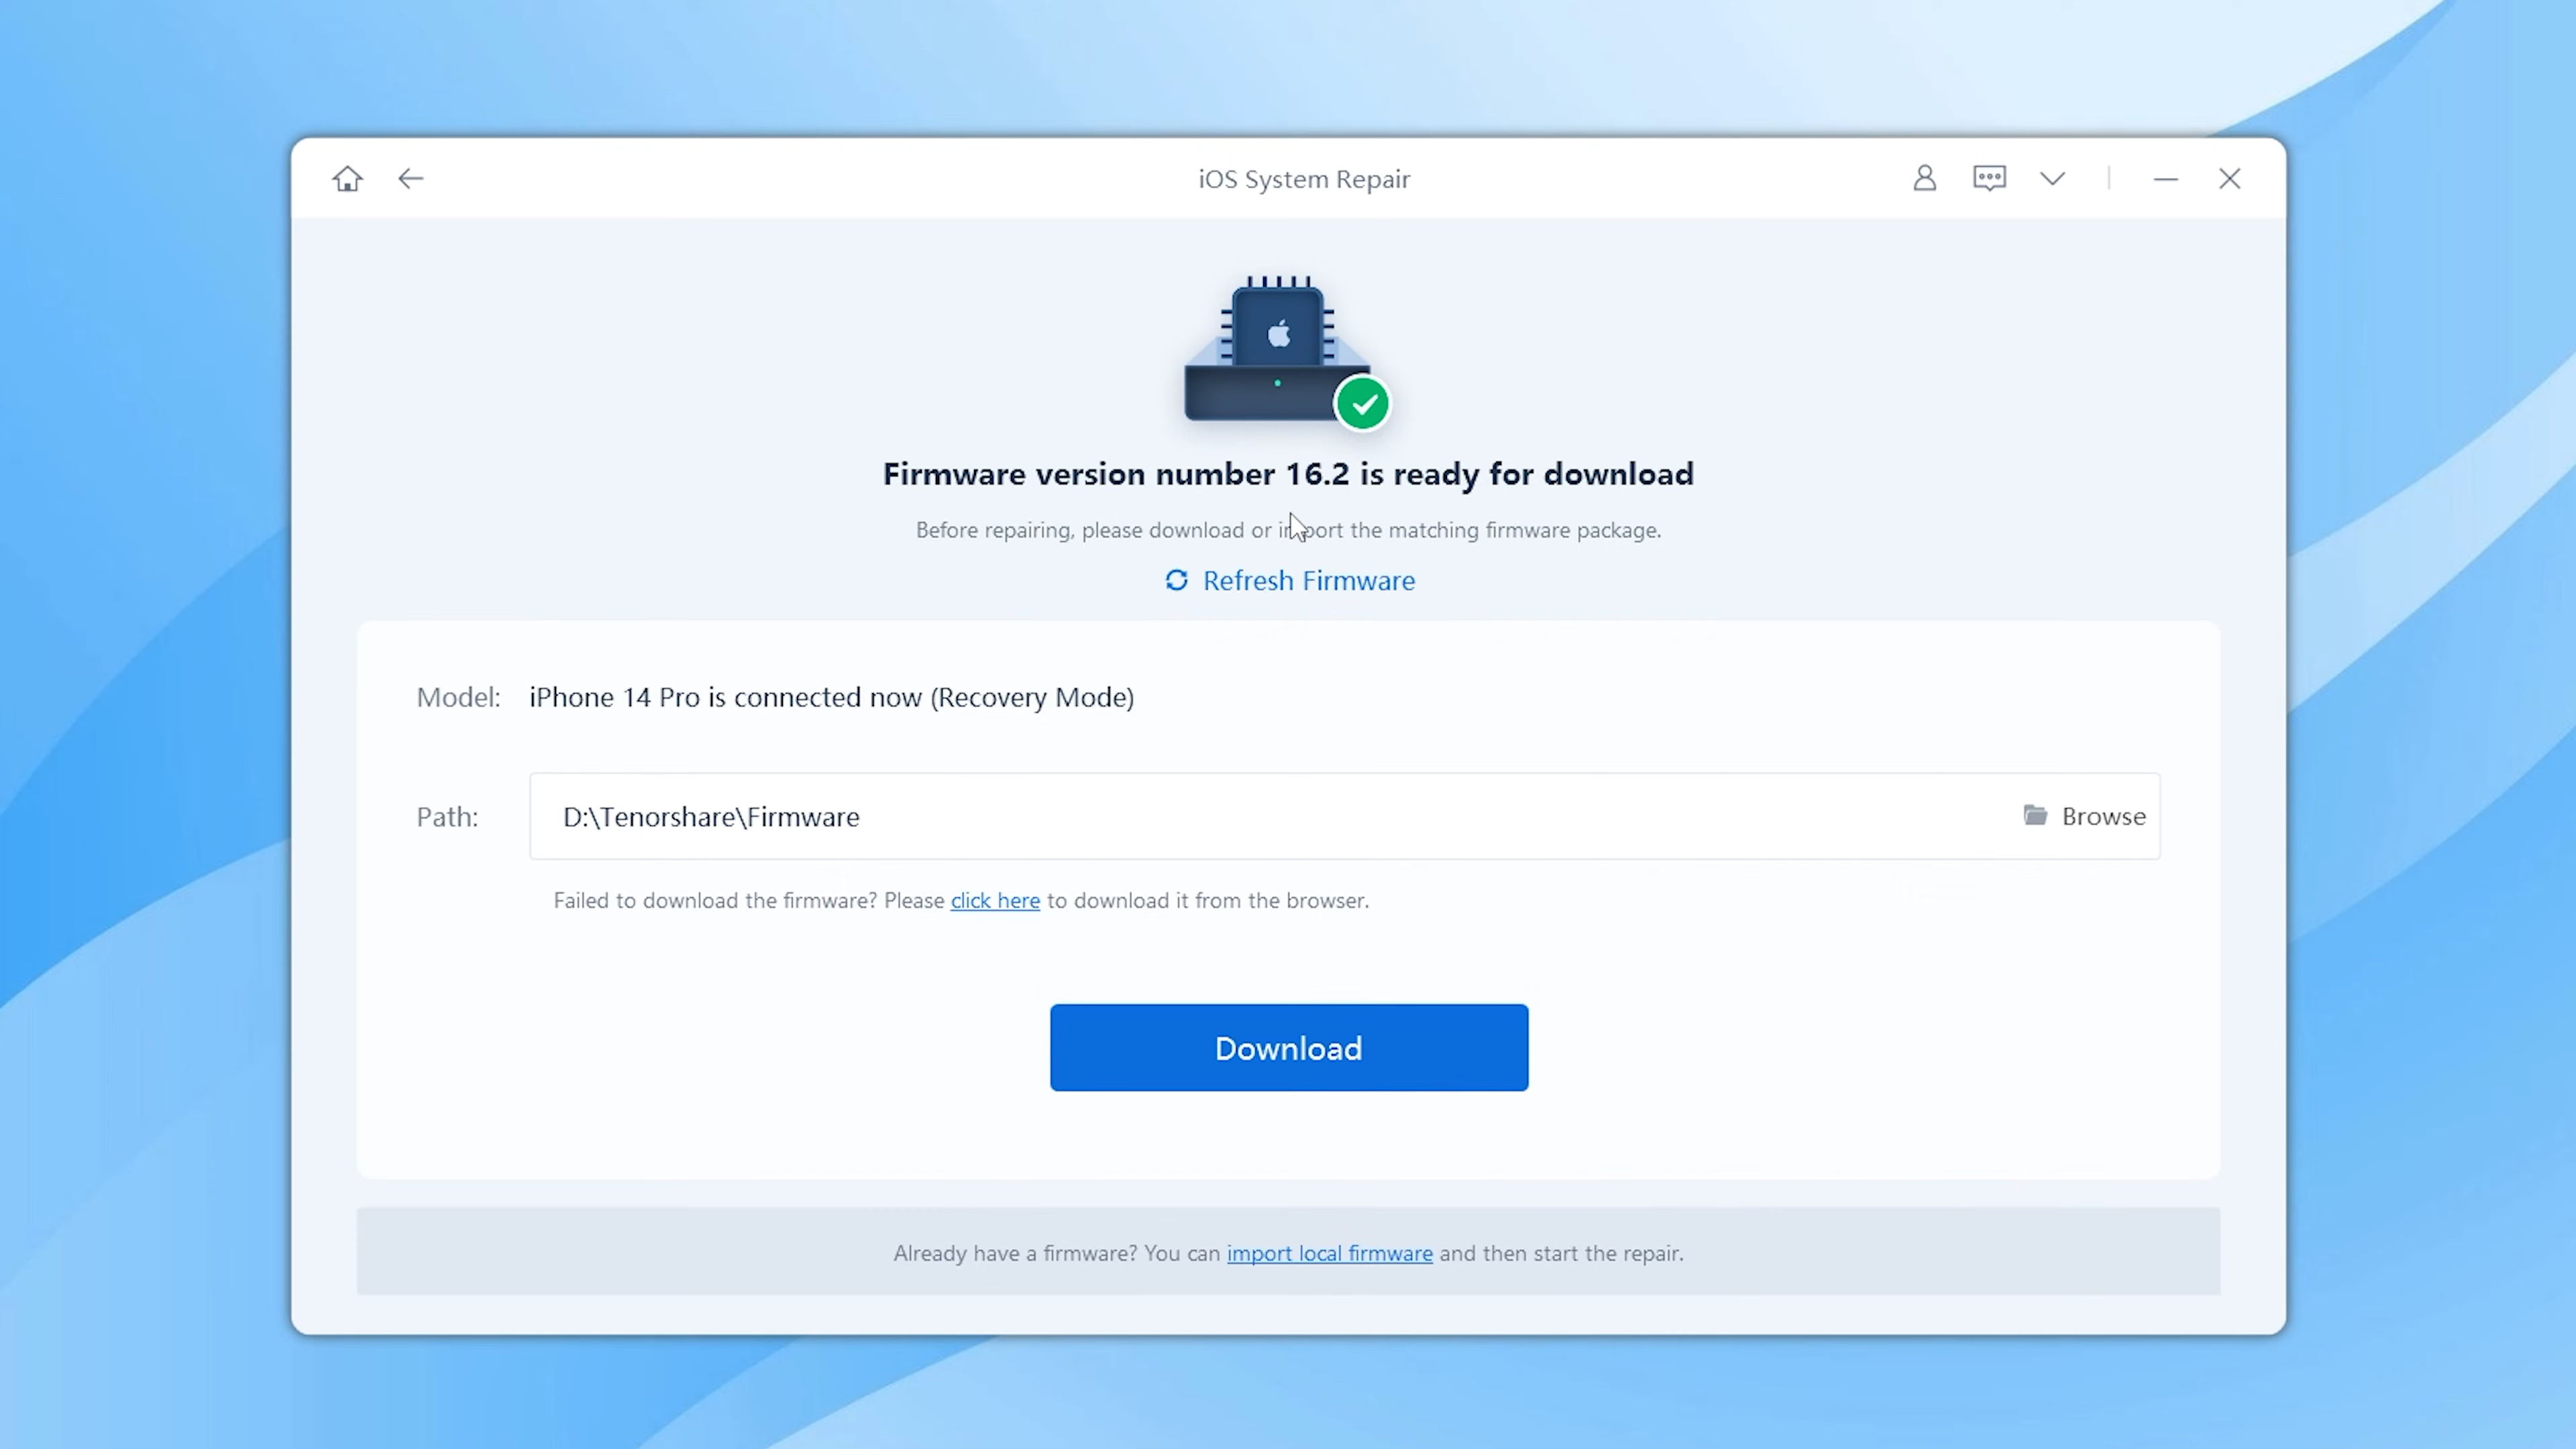 iOS System Repair
Firmware version number 16.2 is ready for download
Before repairing, please download or import the matching firmware package.
Refresh Firmware
Model: iPhone 14 Pro is connected now (Recovery Mode)
Path: D:\Tenorshare\Firmware Browse
Failed to download the firmware? Please click here to download it from the browser.
Download
Already have a firmware? You can import local firmware and then start the repair.